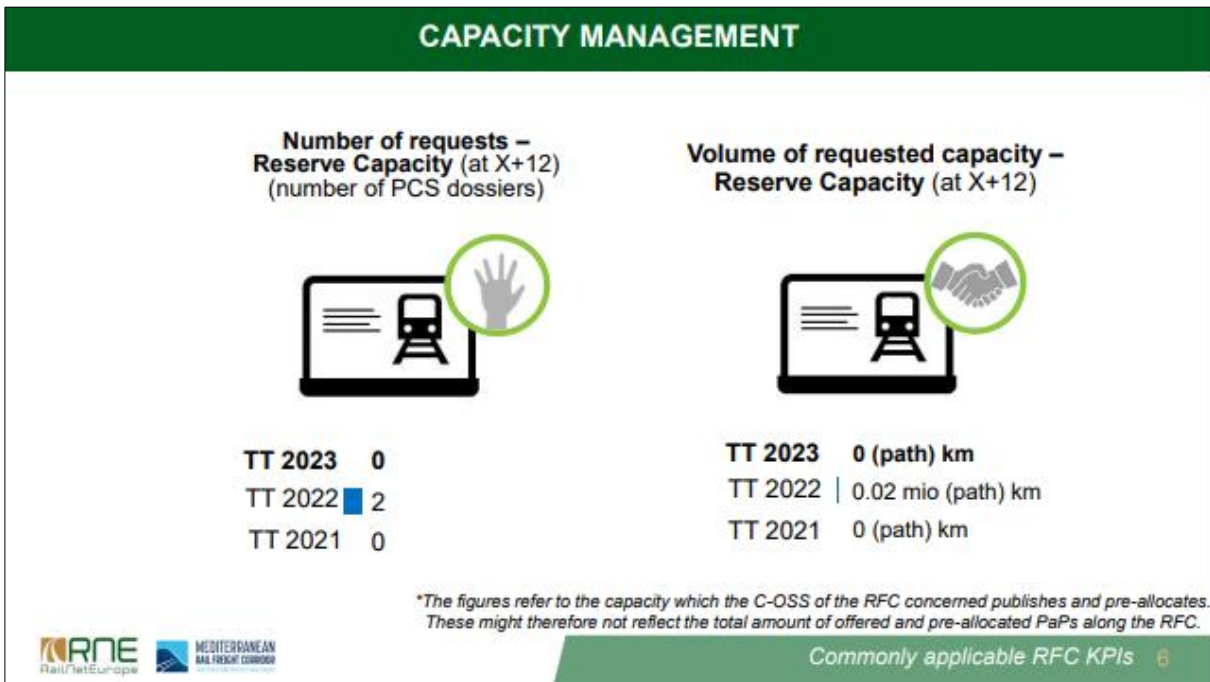 CAPACITY MANAGEMENT
Number of requests –
Reserve Capacity (at X+12)
(number of PCS dossiers)
Volume of requested capacity –
Reserve Capacity (at X+12)
TT 2023 0
TT 2022 2
TT 2021 0
TT 2023 0 (path) km
TT 2022 0.02 mio (path) km
TT 2021 0 (path) km
*The figures refer to the capacity which the C-OSS of the RFC concerned publishes and pre-allocates.
These might therefore not reflect the total amount of offered and pre-allocated PaPs along the RFC.
RNE
RailNetEurope
MEDITERRANEAN
RAIL FREIGHT CORRIDOR
Commonly applicable RFC KPIs 6